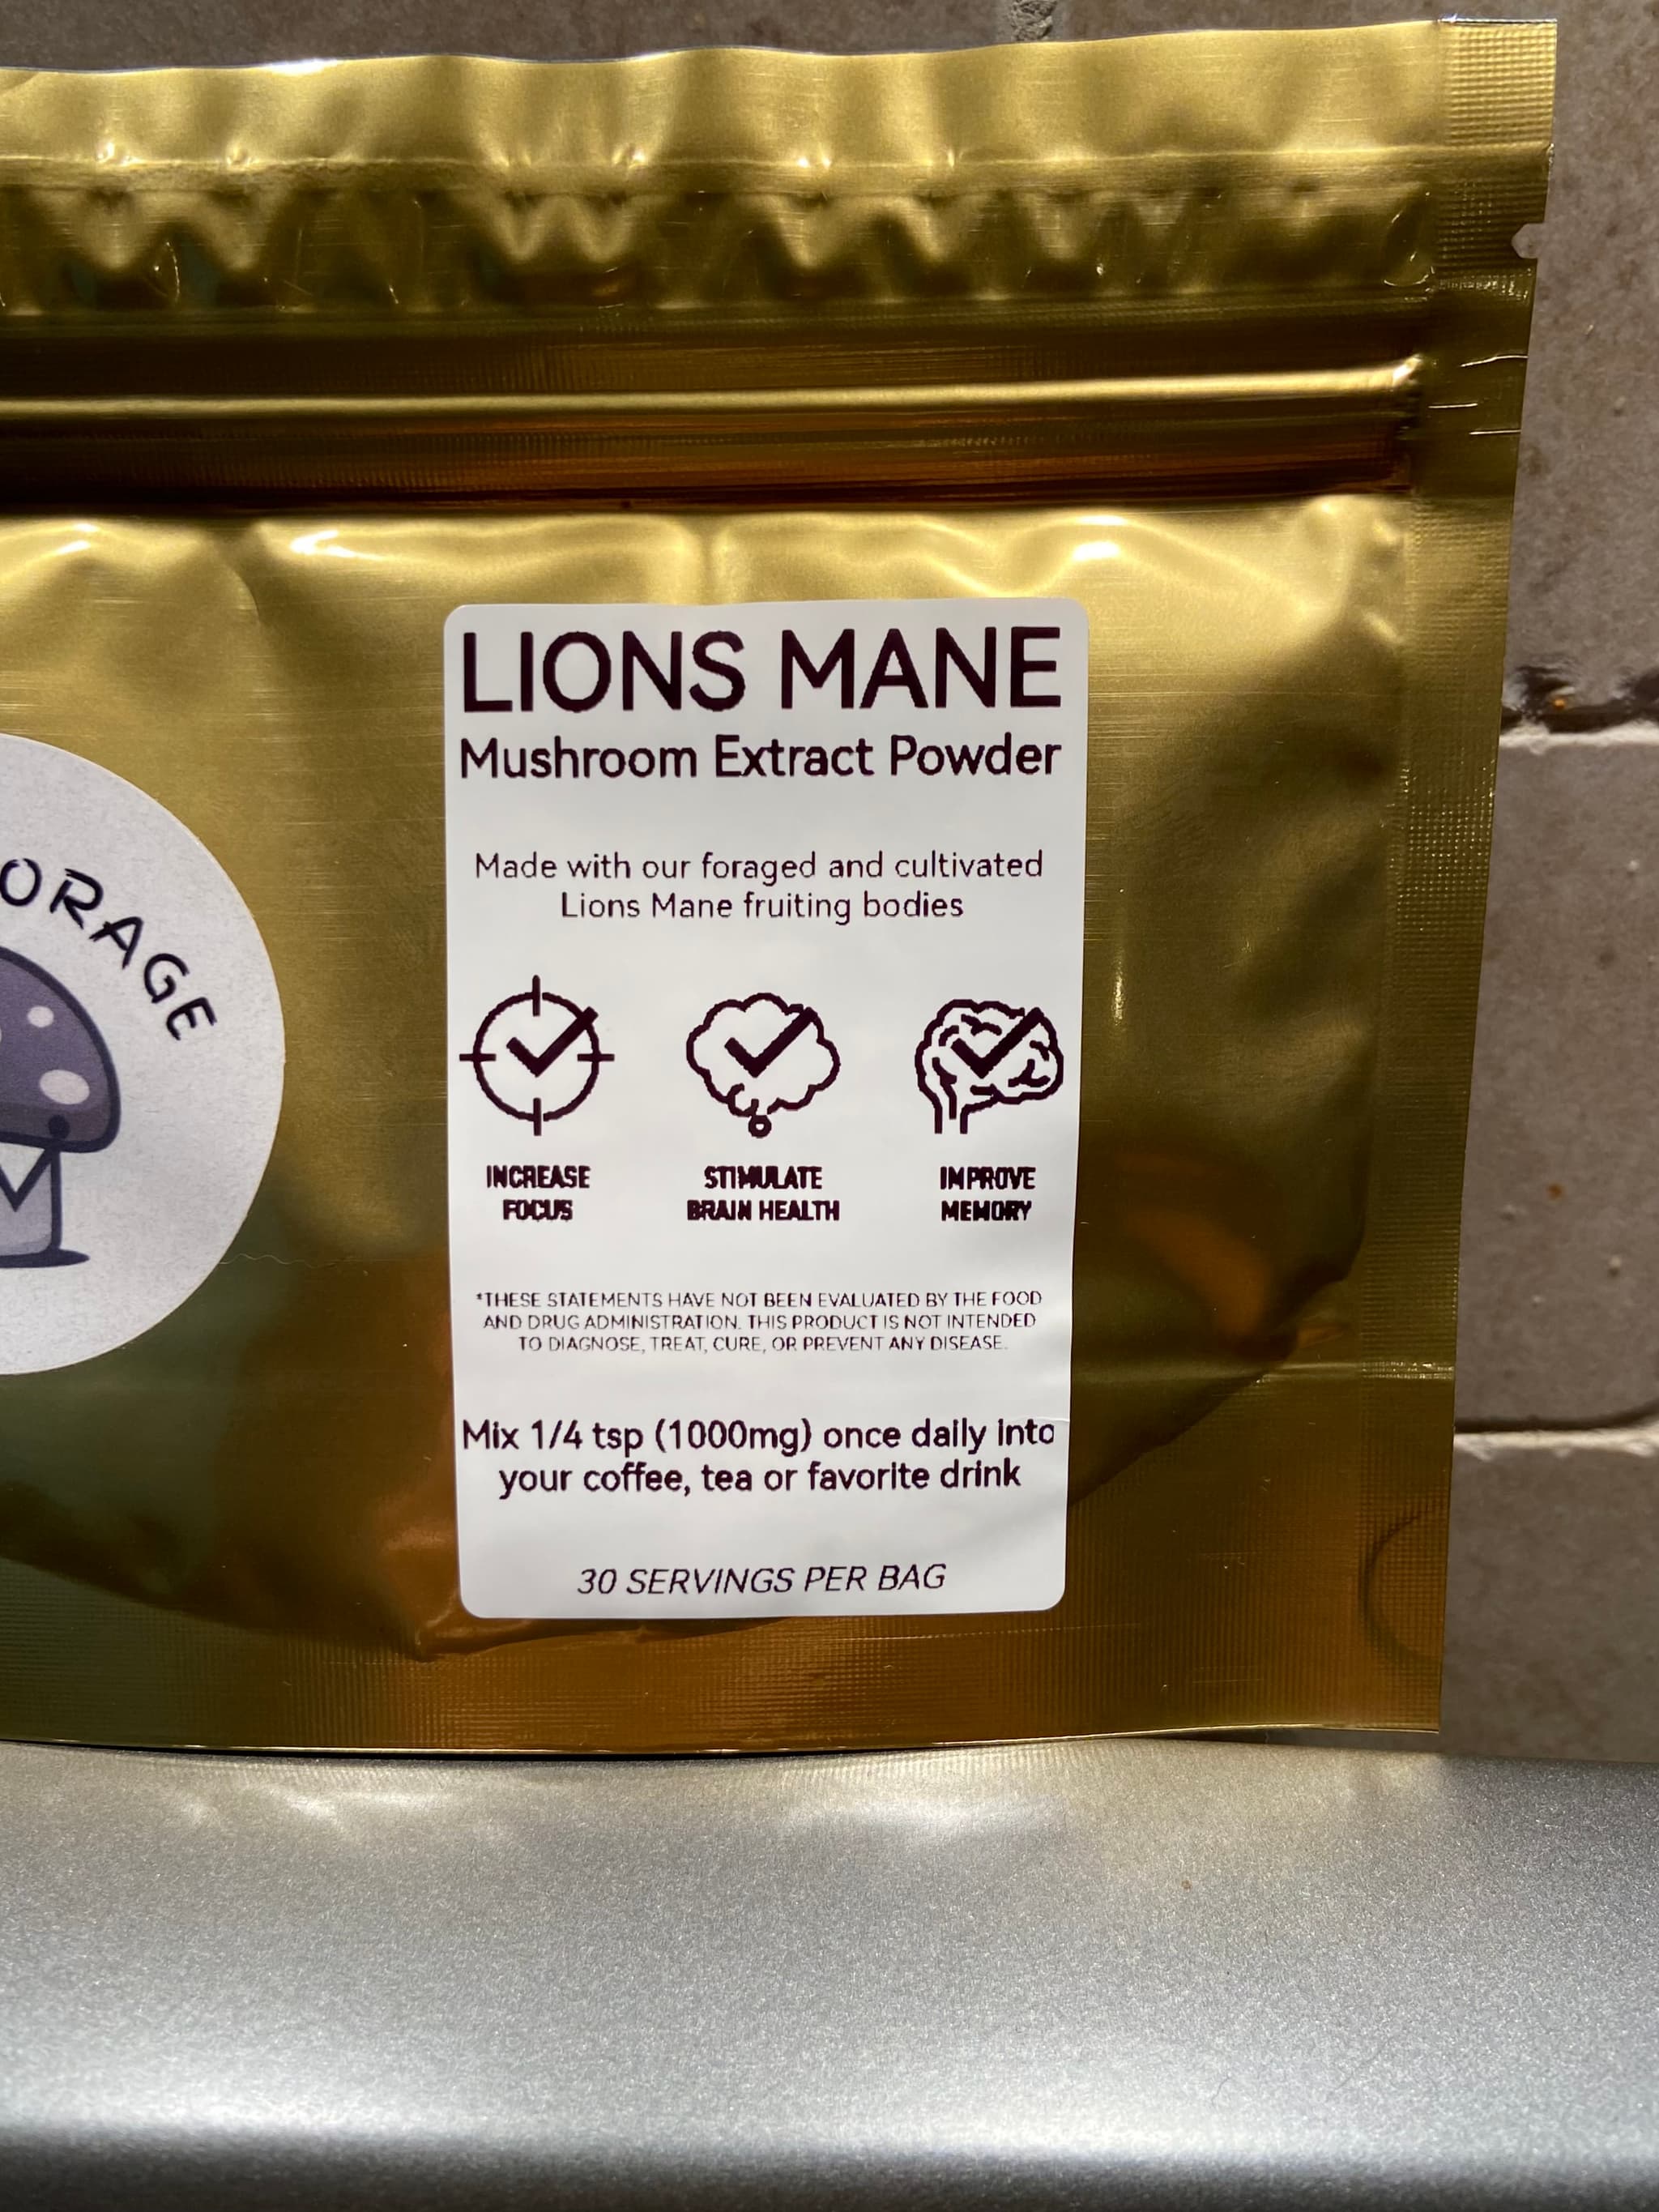 ORAGE
LIONS MANE
Mushroom Extract Powder
Made with our foraged and cultivated
Lions Mane fruiting bodies
INCREASE
FOCUS
STIMULATE
BRAIN HEALTH
IMPROVE
MEMORY
*THESE STATEMENTS HAVE NOT BEEN EVALUATED BY THE FOOD
AND DRUG ADMINISTRATION. THIS PRODUCT IS NOT INTENDED
TO DIAGNOSE, TREAT, CURE, OR PREVENT ANY DISEASE.
Mix 1/4 tsp (1000mg) once daily into
your coffee, tea or favorite drink
30 SERVINGS PER BAG